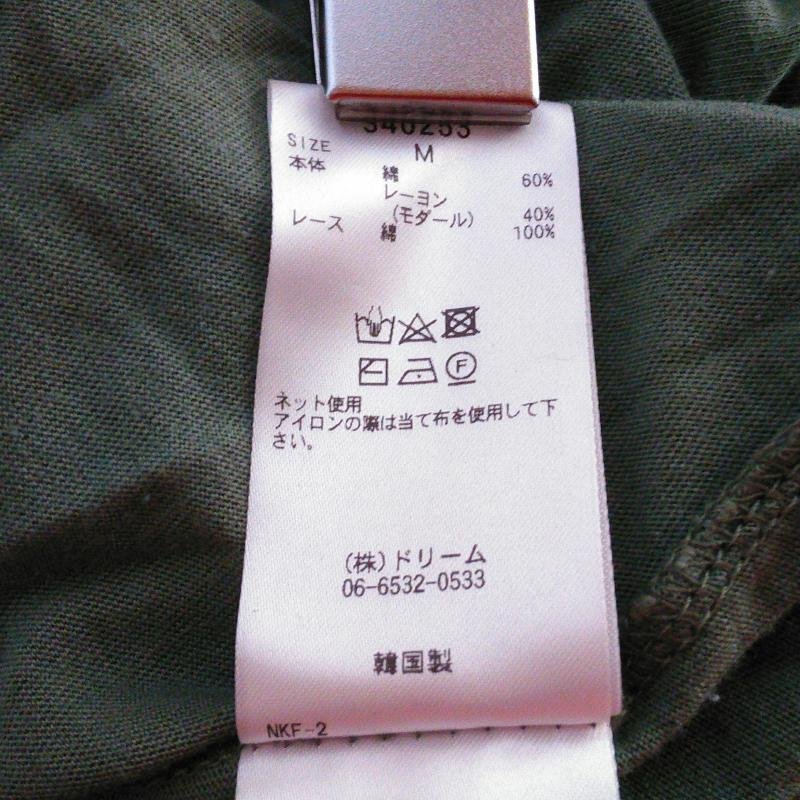 340253
SIZE M
本体 綿 60%
レーヨン
(モダール) 40%
レース 綿 100%
F
ネット使用
アイロンの際は当て布を使用して下
さい。
(株)ドリーム
06-6532-0533
韓国製
NKF-2